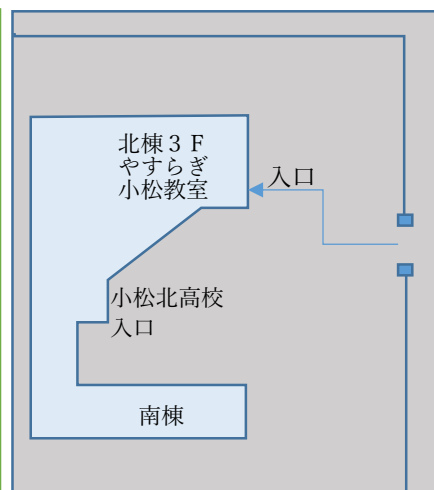 北棟３Ｆ
やすらぎ
小松教室
入口
小松北高校
入口
南棟